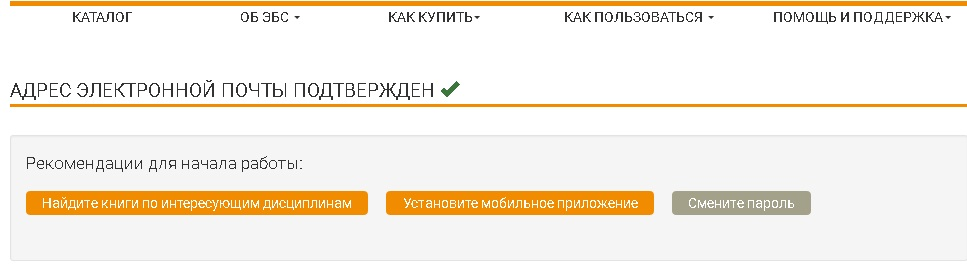 КАТАЛОГ ОБ ЭБС КАК КУПИТЬ КАК ПОЛЬЗОВАТЬСЯ ПОМОЩЬ И ПОДДЕРЖКА
АДРЕС ЭЛЕКТРОННОЙ ПОЧТЫ ПОДТВЕРЖДЕН
Рекомендации для начала работы:
Найдите книги по интересующим дисциплинам Установите мобильное приложение Смените пароль